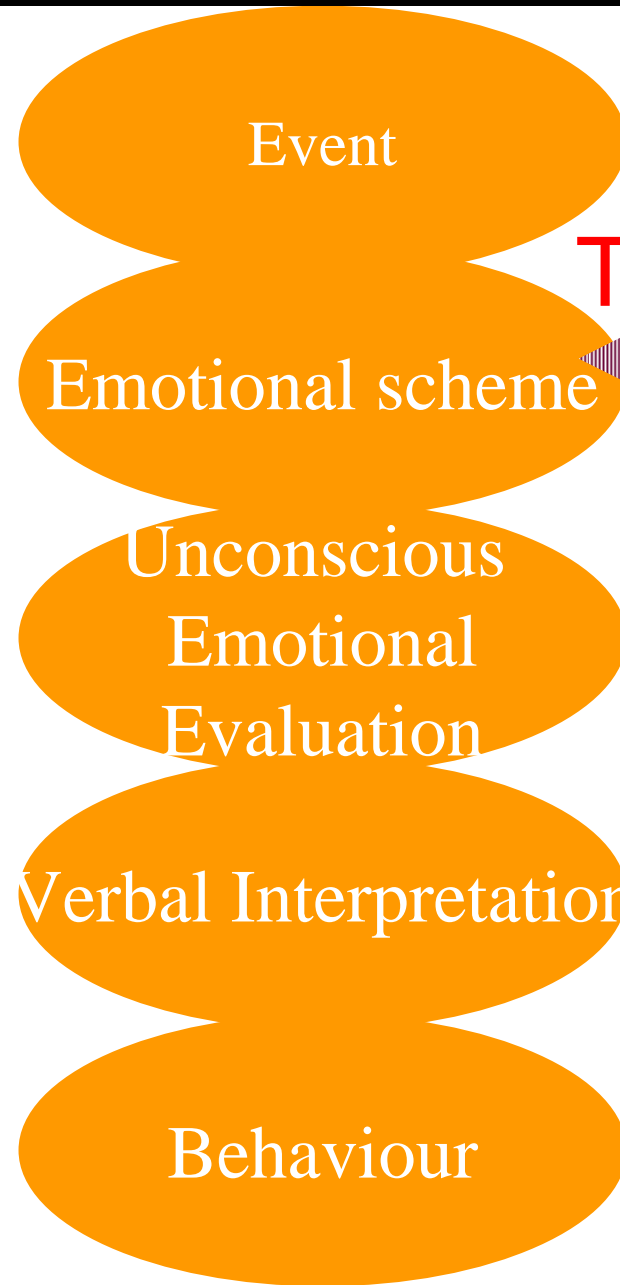 Event
T
Emotional scheme
Unconscious
Emotional
Evaluation
Verbal Interpretation
Behaviour